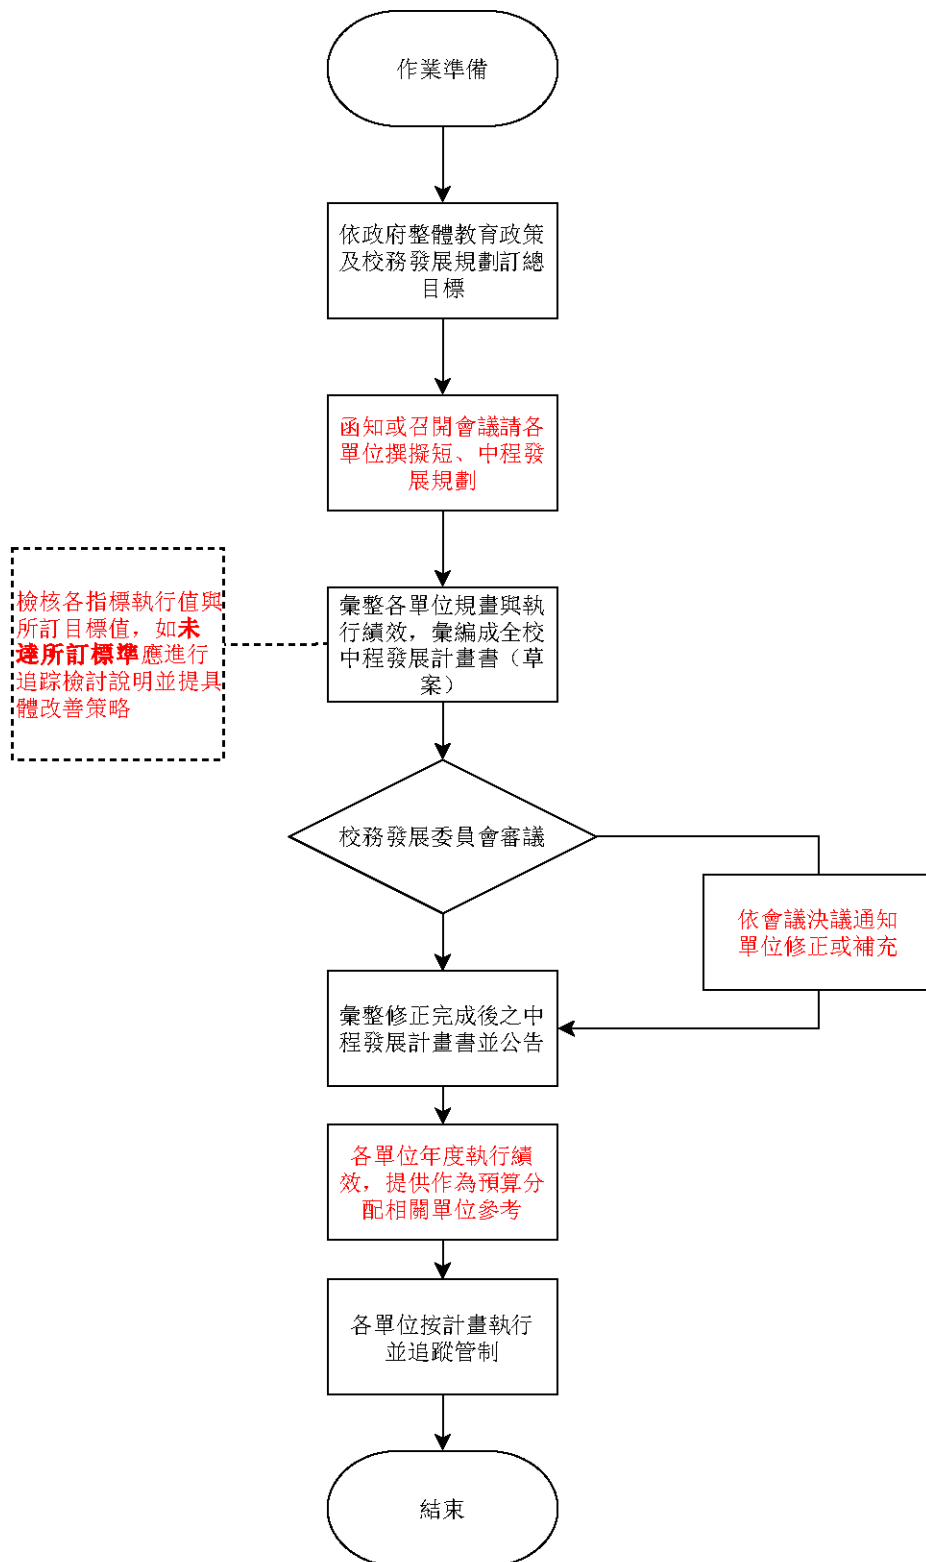 作業準備
依政府整體教育政策
及校務發展規劃訂總
目標
函知或召開會議請各
單位撰擬短、中程發
展規劃
檢核各指標執行值與
所訂目標值，如未
達所訂標準應進行
追踪檢討說明並提具
體改善策略
彙整各單位規畫與執
行績效，彙編成全校
中程發展計畫書（草
案）
校務發展委員會審議
依會議決議通知
單位修正或補充
彙整修正完成後之中
程發展計畫書並公告
各單位年度執行績
效，提供作為預算分
配相關單位參考
各單位按計畫執行
並追蹤管制
結束